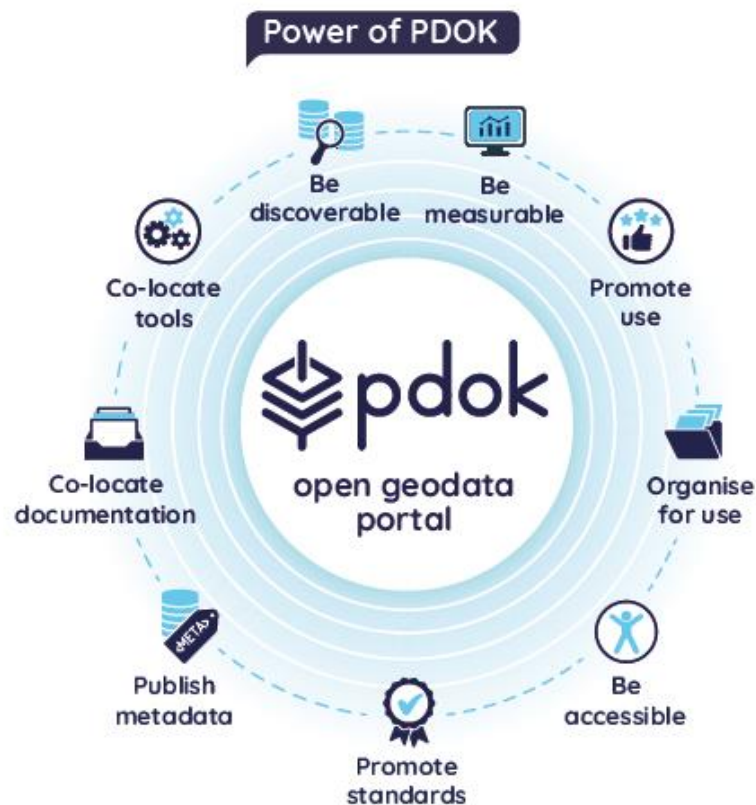 Power of PDOK
Be
discoverable
Be
measurable
Co-locate
tools
Promote
use
pdok
open geodata
portal
Co-locate
documentation
Organise
for use
<META>
Publish
metadata
Be
accessible
Promote
standards